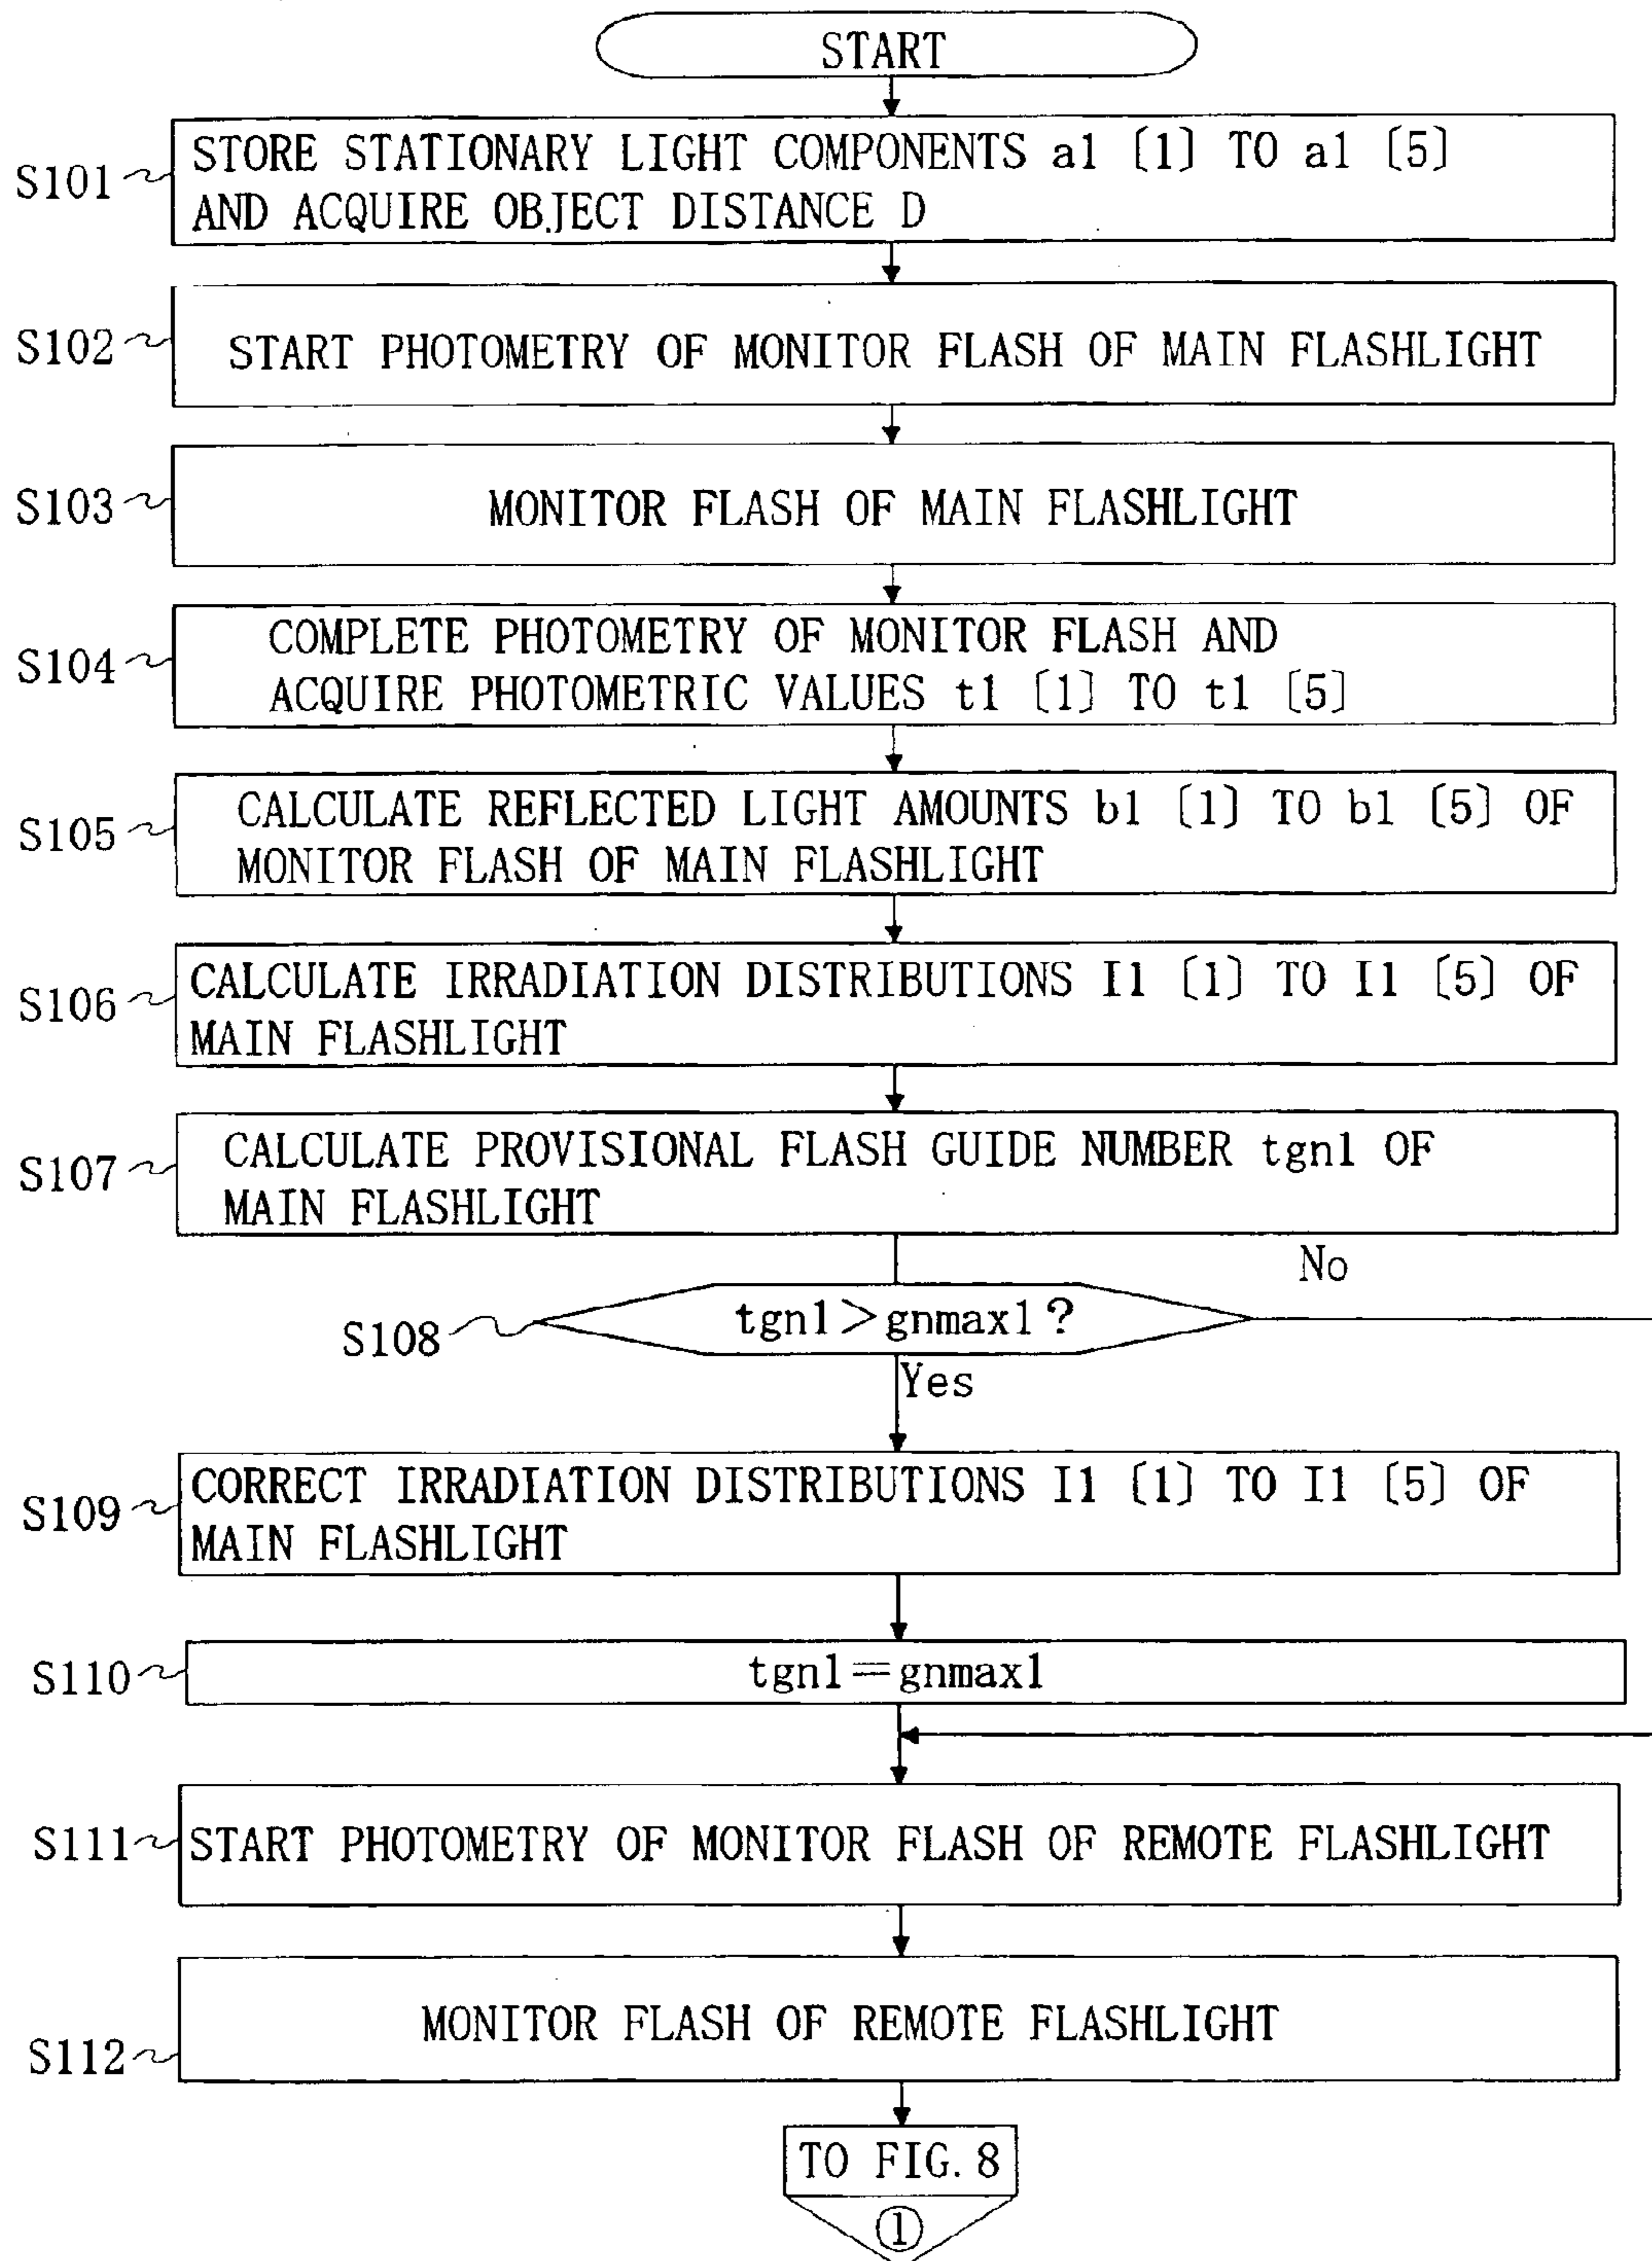 START
S101
STORE STATIONARY LIGHT COMPONENTS a1 [1] TO a1 [5]
AND ACQUIRE OBJECT DISTANCE D
S102
START PHOTOMETRY OF MONITOR FLASH OF MAIN FLASHLIGHT
S103
MONITOR FLASH OF MAIN FLASHLIGHT
S104
COMPLETE PHOTOMETRY OF MONITOR FLASH AND
ACQUIRE PHOTOMETRIC VALUES t1 [1] TO t1 [5]
S105
CALCULATE REFLECTED LIGHT AMOUNTS b1 [1] TO b1 [5] OF
MONITOR FLASH OF MAIN FLASHLIGHT
S106
CALCULATE IRRADIATION DISTRIBUTIONS I1 [1] TO I1 [5] OF
MAIN FLASHLIGHT
S107
CALCULATE PROVISIONAL FLASH GUIDE NUMBER tgn1 OF
MAIN FLASHLIGHT
No
S108
tgn1>gnmax1?
Yes
S109
CORRECT IRRADIATION DISTRIBUTIONS I1 [1] TO I1 [5] OF
MAIN FLASHLIGHT
S110
tgn1=gnmax1
S111
START PHOTOMETRY OF MONITOR FLASH OF REMOTE FLASHLIGHT
S112
MONITOR FLASH OF REMOTE FLASHLIGHT
TO FIG. 8
①